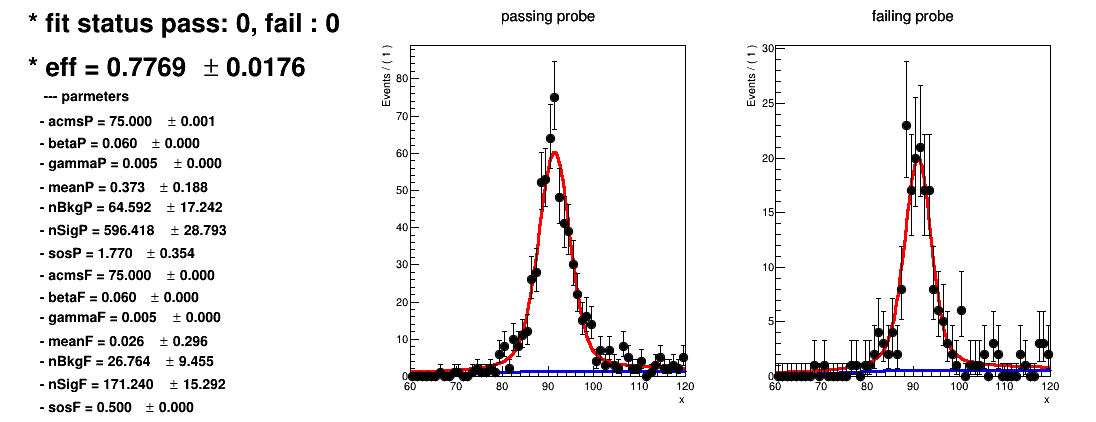 * fit status pass: 0, fail : 0
* eff = 0.7769 ± 0.0176
--- parmeters
- acmsP = 75.000 ± 0.001
- betaP = 0.060 ± 0.000
- gammaP = 0.005 ± 0.000
- meanP = 0.373 ± 0.188
- nBkgP = 64.592 ± 17.242
- nSigP = 596.418 ± 28.793
- sosP = 1.770 ± 0.354
- acmsF = 75.000 ± 0.000
- betaF = 0.060 ± 0.000
- gammaF = 0.005 ± 0.000
- meanF = 0.026 ± 0.296
- nBkgF = 26.764 ± 9.455
- nSigF = 171.240 ± 15.292
- sosF = 0.500 ± 0.000
passing probe
Events / ( 1 )
80
70
60
50
40
30
20
10
0
60 70 80 90 100 110 120
x
failing probe
Events / ( 1 )
30
25
20
15
10
5
0
60 70 80 90 100 110 120
x